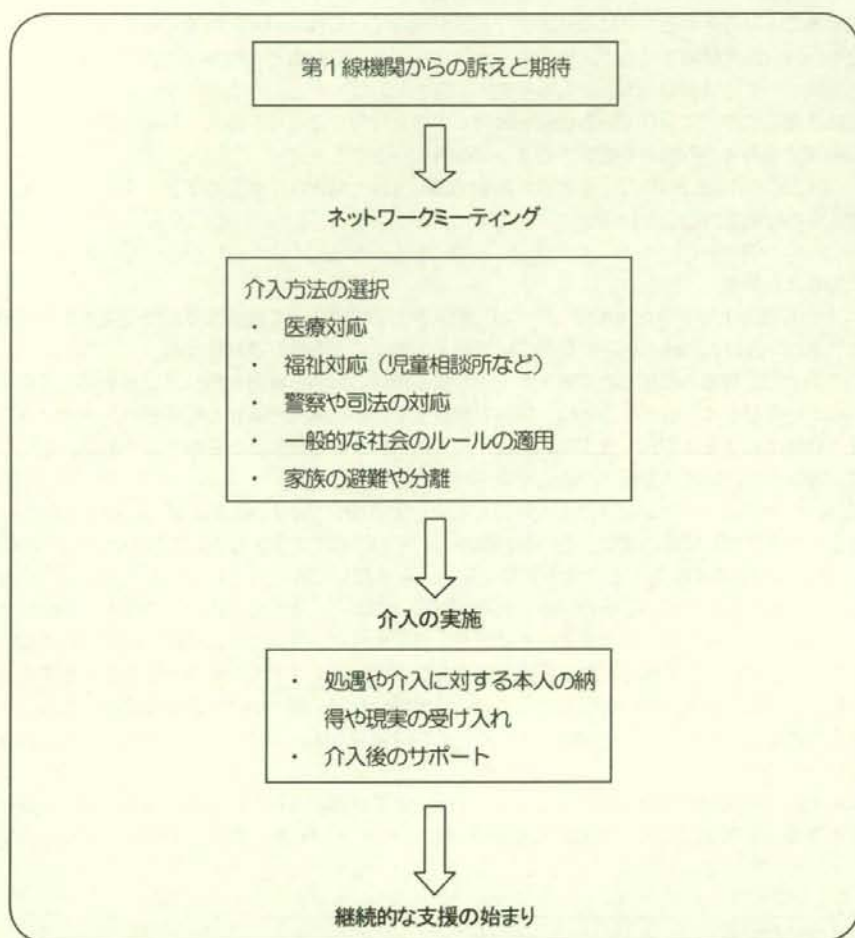 第1線機関からの訴えと期待
ネットワークミーティング
介入方法の選択
・ 医療対応
・ 福祉対応（児童相談所など）
・ 警察や司法の対応
・ 一般的な社会のルールの適用
・ 家族の避難や分離
介入の実施
・ 処遇や介入に対する本人の納
得や現実の受け入れ
・ 介入後のサポート
継続的な支援の始まり